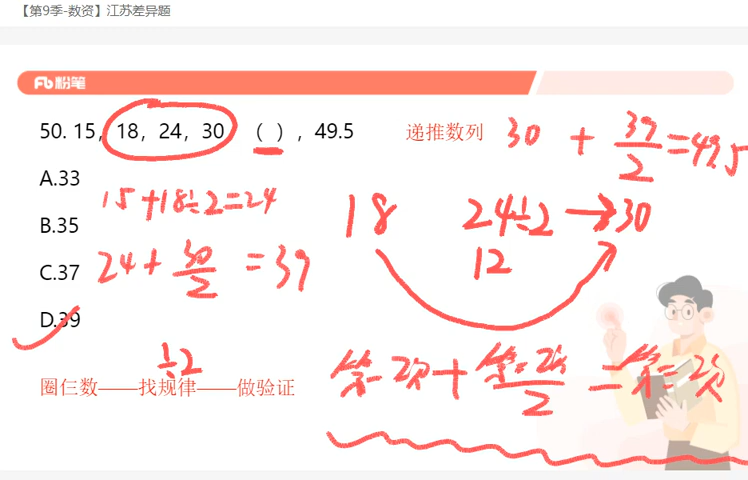 【第9季-数资】江苏差异题
粉笔
50. 15，18，24，30 （ ），49.5
递推数列
30 + 39/2 = 49.5
A.33
15+18÷2=24
B.35
18 24÷2→30
12
C.37
24+30/2=39
D.39
÷2
圈仨数——找规律——做验证
第一项+第二项/2=第三项